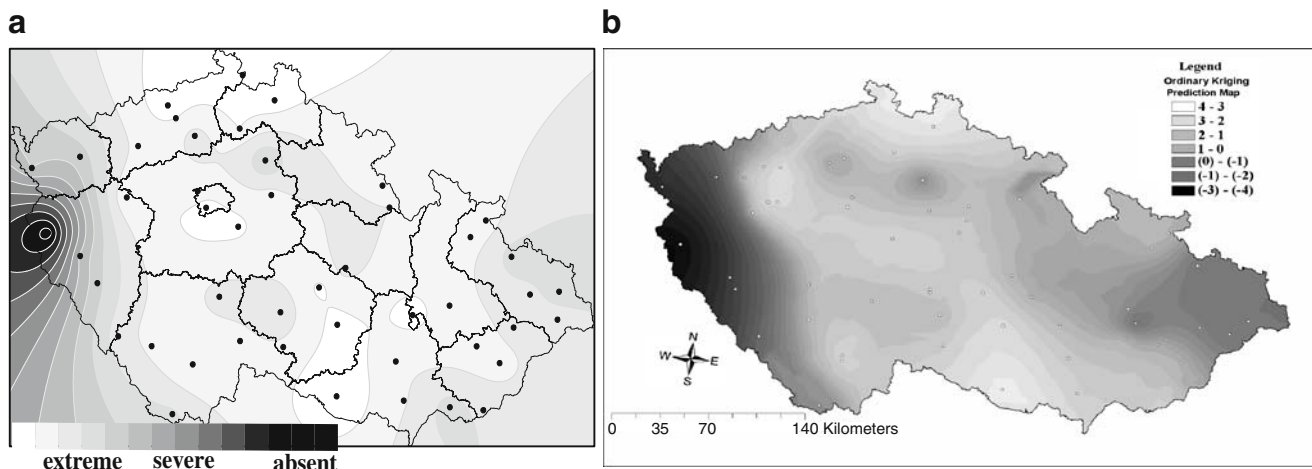 a
b
extreme severe absent
Legend
Ordinary Kriging
Prediction Map
4 - 3
3 - 2
2 - 1
1 - 0
(0) - (-1)
(-1) - (-2)
(-3) - (-4)
N
W E
S
0 35 70 140 Kilometers